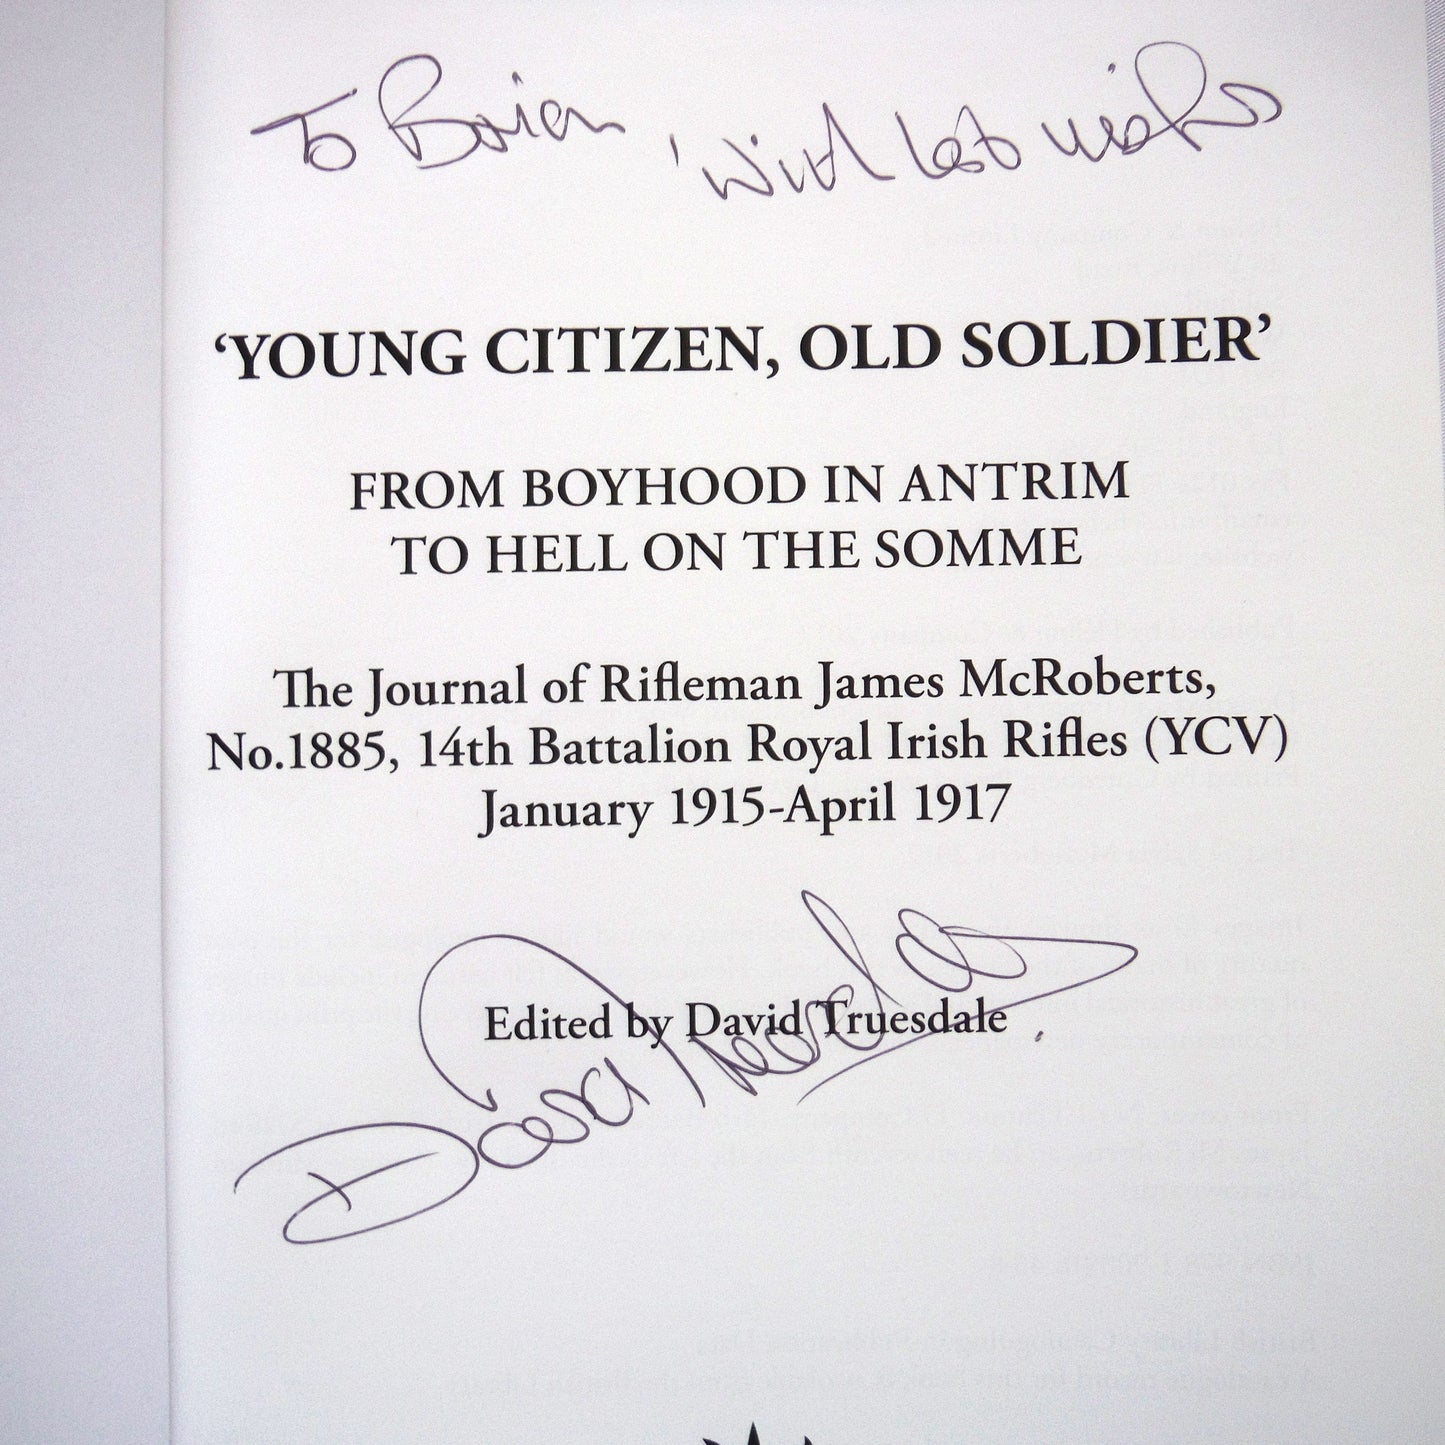 To Brian 'with best wishes
‘YOUNG CITIZEN, OLD SOLDIER’
FROM BOYHOOD IN ANTRIM
TO HELL ON THE SOMME
The Journal of Rifleman James McRoberts,
No.1885, 14th Battalion Royal Irish Rifles (YCV)
January 1915-April 1917
Edited by David Truesdale
David Truesdale